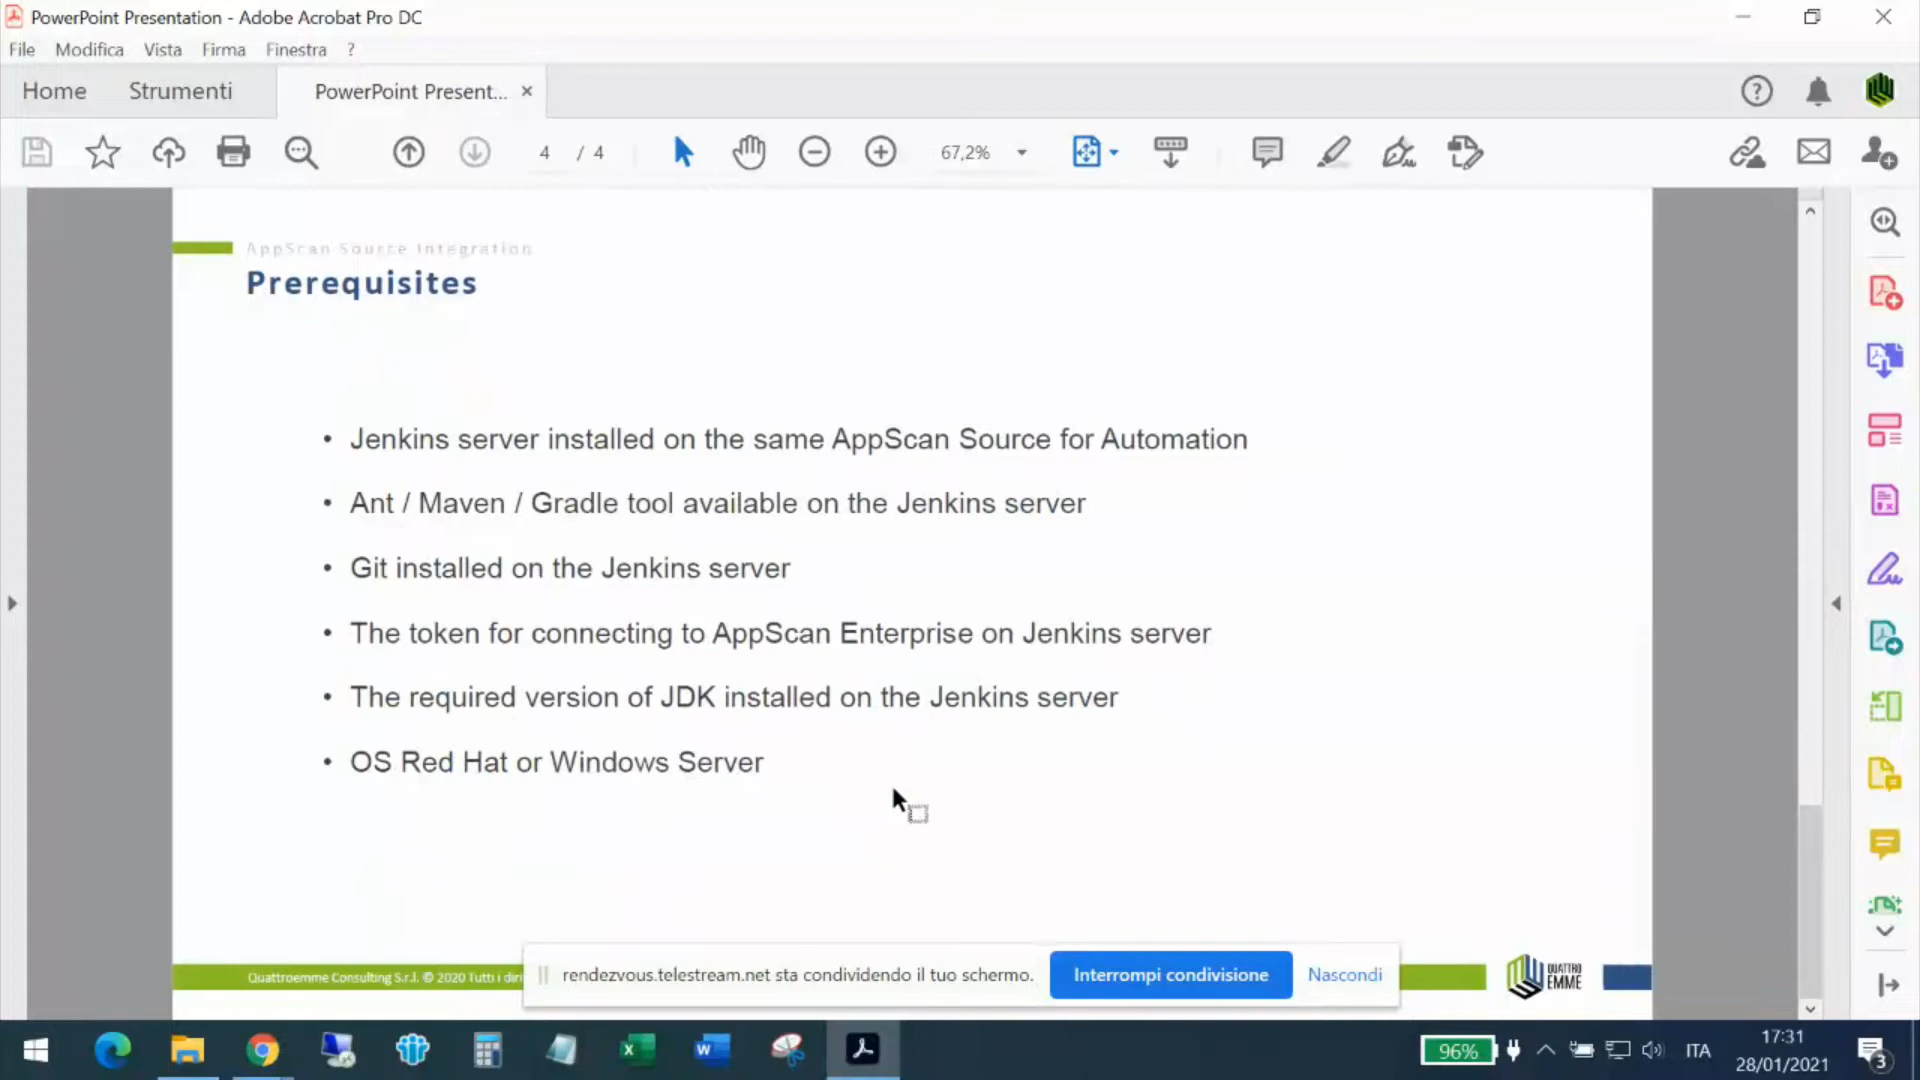 PowerPoint Presentation - Adobe Acrobat Pro DC
File Modifica Vista Firma Finestra ?
Home Strumenti PowerPoint Present... ×
4 / 4 67,2%
AppScan Source Integration
Prerequisites
• Jenkins server installed on the same AppScan Source for Automation
• Ant / Maven / Gradle tool available on the Jenkins server
• Git installed on the Jenkins server
• The token for connecting to AppScan Enterprise on Jenkins server
• The required version of JDK installed on the Jenkins server
• OS Red Hat or Windows Server
Quattroemme Consulting S.r.l. © 2020 Tutti i diri
rendezvous.telestream.net sta condividendo il tuo schermo. Interrompi condivisione Nascondi
QUATTRO
EMME
96% ITA
17:31
28/01/2021
3